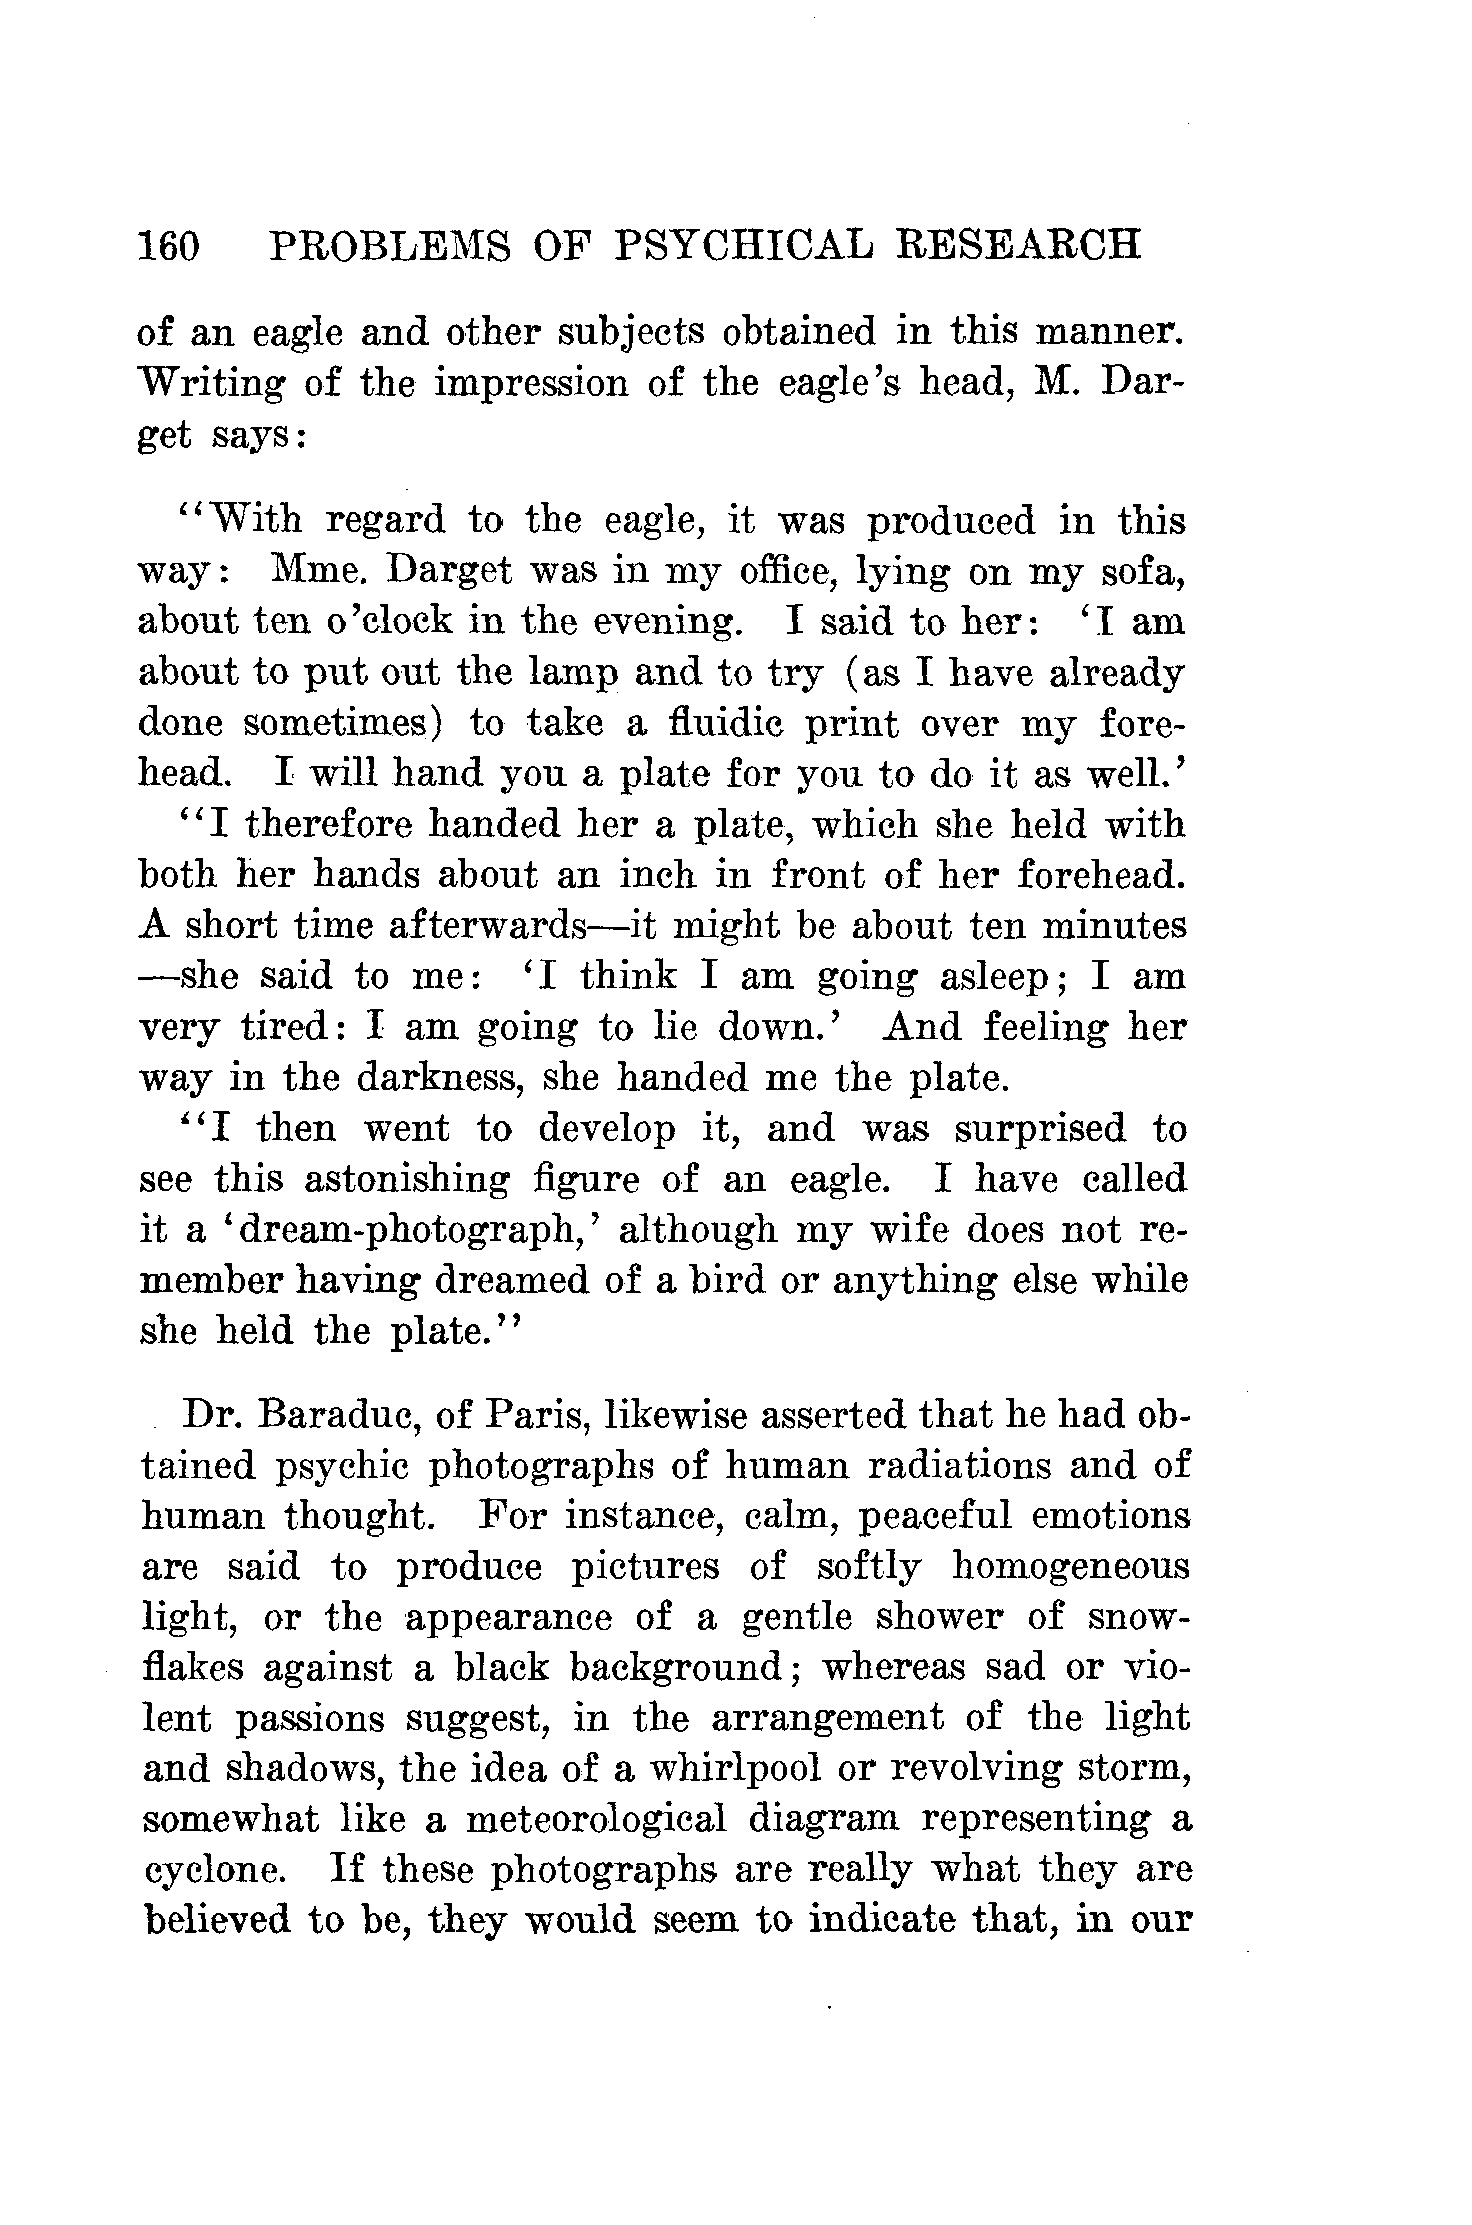 160 PROBLEMS OF PSYCHICAL RESEARCH
of an eagle and other subjects obtained in this manner.
Writing of the impression of the eagle's head, M. Dar-
get says:
"With regard to the eagle, it was produced in this
way: Mme. Darget was in my office, lying on my sofa,
about ten o'clock in the evening. I said to her: 'I am
about to put out the lamp and to try (as I have already
done sometimes) to take a fluidic print over my fore-
head. I will hand you a plate for you to do it as well.'
"I therefore handed her a plate, which she held with
both her hands about an inch in front of her forehead.
A short time afterwards—it might be about ten minutes
—she said to me: 'I think I am going asleep; I am
very tired: I am going to lie down.' And feeling her
way in the darkness, she handed me the plate.
"I then went to develop it, and was surprised to
see this astonishing figure of an eagle. I have called
it a 'dream-photograph,' although my wife does not re-
member having dreamed of a bird or anything else while
she held the plate."
Dr. Baraduc, of Paris, likewise asserted that he had ob-
tained psychic photographs of human radiations and of
human thought. For instance, calm, peaceful emotions
are said to produce pictures of softly homogeneous
light, or the appearance of a gentle shower of snow-
flakes against a black background; whereas sad or vio-
lent passions suggest, in the arrangement of the light
and shadows, the idea of a whirlpool or revolving storm,
somewhat like a meteorological diagram representing a
cyclone. If these photographs are really what they are
believed to be, they would seem to indicate that, in our